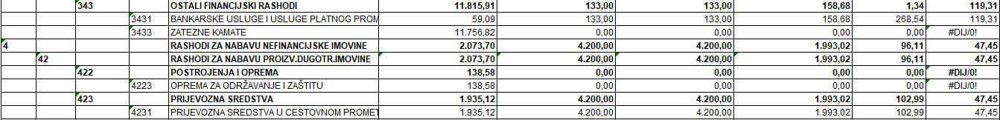 343 OSTALI FINANCIJSKI RASHODI 11.815,91 133,00 133,00 158,68 1,34 119,31
3431 BANKARSKE USLUGE I USLUGE PLATNOG PROM 59,09 133,00 133,00 158,68 268,54 119,31
3433 ZATEZNE KAMATE 11.756,82 0,00 0,00 0,00 0,00 #DIJ/0!
4 RASHODI ZA NABAVU NEFINANCIJSKE IMOVINE 2.073,70 4.200,00 4.200,00 1.993,02 96,11 47,45
42 RASHODI ZA NABAVU PROIZV.DUGOTR.IMOVINE 2.073,70 4.200,00 4.200,00 1.993,02 96,11 47,45
422 POSTROJENJA I OPREMA 138,58 0,00 0,00 0,00 0,00 #DIJ/0!
4223 OPREMA ZA ODRŽAVANJE I ZAŠTITU 138,58 0,00 0,00 0,00 0,00 #DIJ/0!
423 PRIJEVOZNA SREDSTVA 1.935,12 4.200,00 4.200,00 1.993,02 102,99 47,45
4231 PRIJEVOZNA SREDSTVA U CESTOVNOM PROMET 1.935,12 4.200,00 4.200,00 1.993,02 102,99 47,45